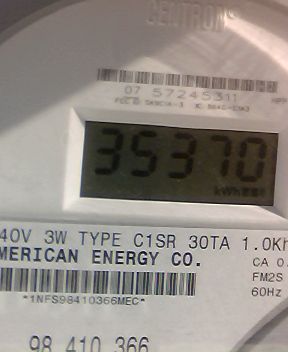 CENTRON®
07 57245311
35370
kWh
40V 3W TYPE C1SR 30TA 1.0Kh
MERICAN ENERGY CO.
CA 0.
FM2S
60Hz
*1NFS98410366MEC*
98 410 366